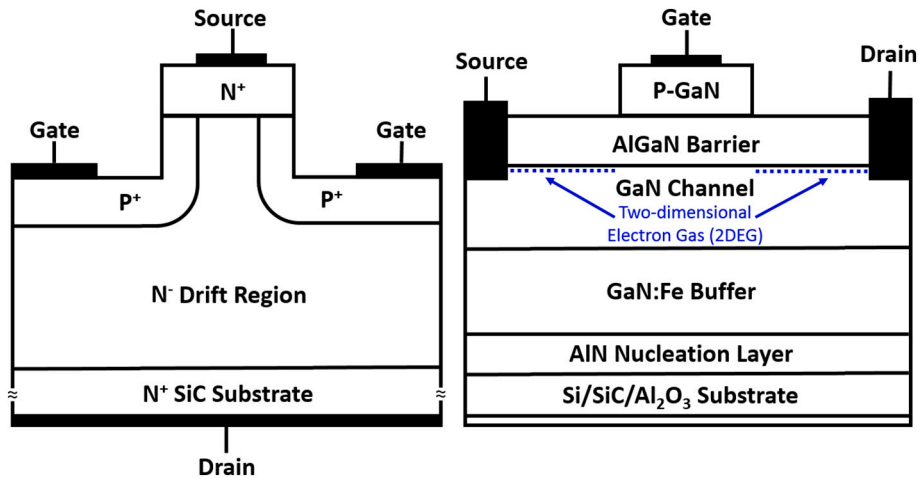 Source
N⁺
Gate
Gate
P⁺
P⁺
N⁻ Drift Region
N⁺ SiC Substrate
≈
≈
Drain
Gate
Source
Drain
P-GaN
AlGaN Barrier
GaN Channel
Two-dimensional
Electron Gas (2DEG)
GaN:Fe Buffer
AlN Nucleation Layer
Si/SiC/Al₂O₃ Substrate